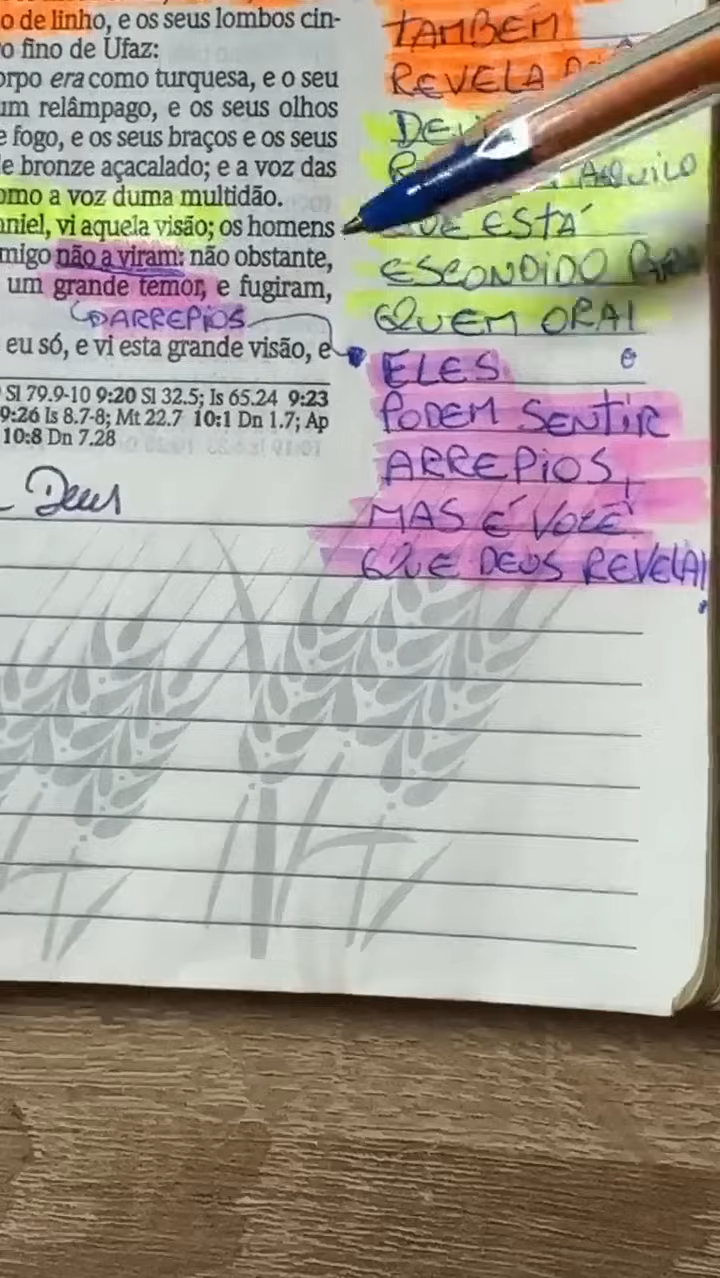 o de linho, e os seus lombos cin-
o fino de Ufaz:
orpo era como turquesa, e o seu
um relâmpago, e os seus olhos
e fogo, e os seus braços e os seus
e bronze açacalado; e a voz das
omo a voz duma multidão.
niel, vi aquela visão; os homens
migo não a viram: não obstante,
um grande temor, e fugiram,
ARREPIOS
eu só, e vi esta grande visão, e
Sl 79.9-10 9:20 Sl 32.5; Is 65.24 9:23
9:26 Is 8.7-8; Mt 22.7 10:1 Dn 1.7; Ap
10:8 Dn 7.28
Deus
TAMBÉM
REVELA
AQUILO
QUE ESTÁ
ESCONDIDO
QUEM ORA!
ELES
PODEM SENTIR
ARREPIOS,
MAS É VOCÊ
QUE DEUS REVELA!